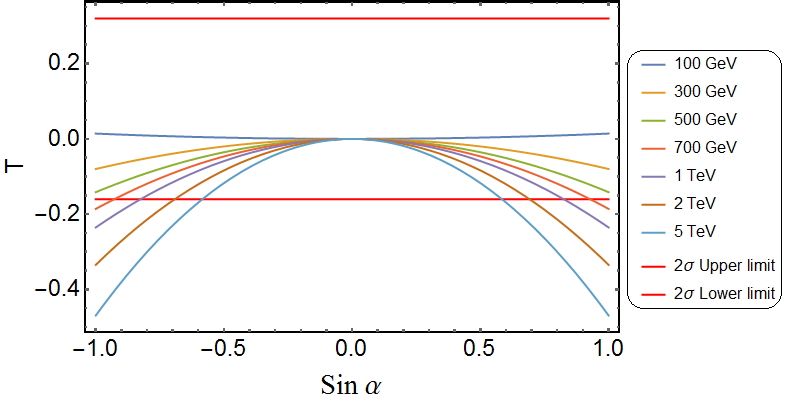 0.2
0.0
−0.2
−0.4
T
−1.0 −0.5 0.0 0.5 1.0
Sin α
100 GeV
300 GeV
500 GeV
700 GeV
1 TeV
2 TeV
5 TeV
2σ Upper limit
2σ Lower limit